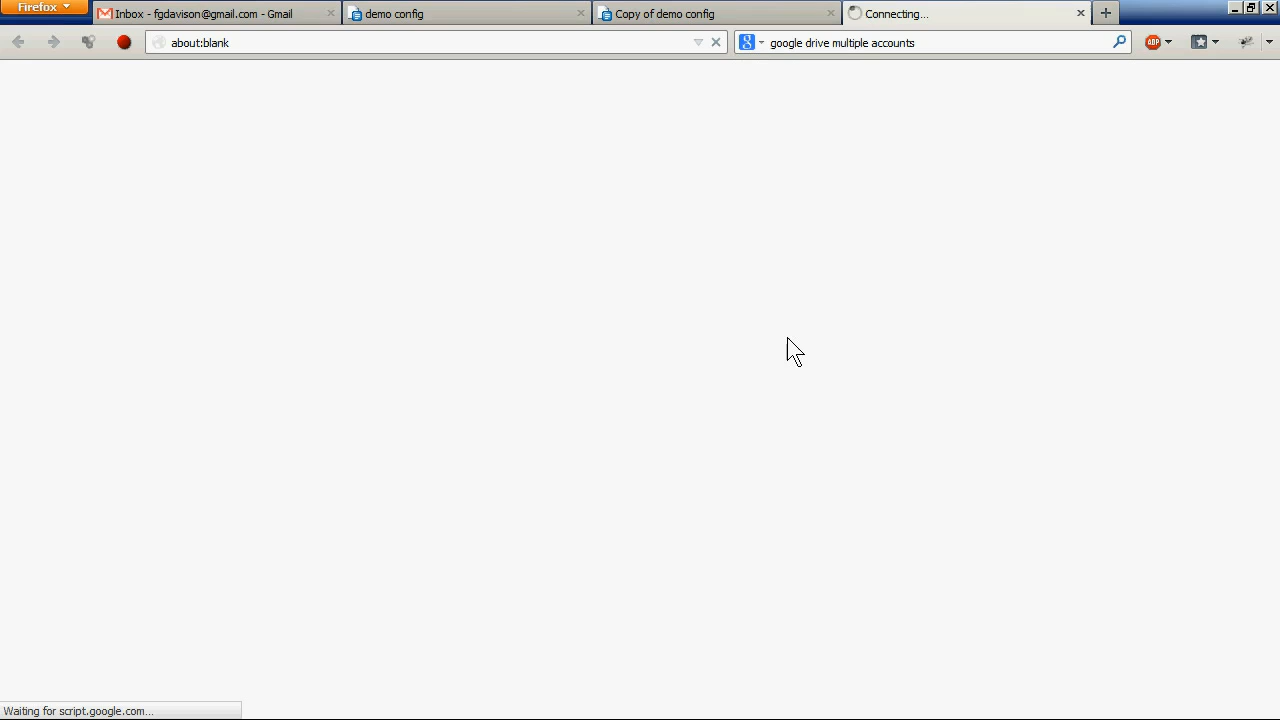 Firefox
Inbox - fgdavison@gmail.com - Gmail
demo config
Copy of demo config
Connecting...
about:blank
google drive multiple accounts
ABP
Waiting for script.google.com...